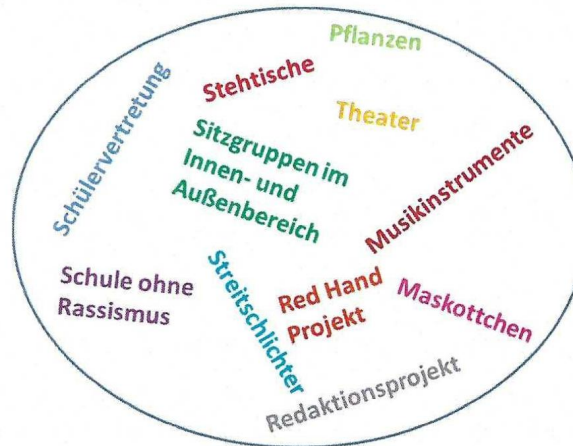 Pflanzen
Stehtische
Schülervertretung
Theater
Sitzgruppen im
Innen- und
Außenbereich
Musikinstrumente
Schule ohne
Rassismus
Streitschlichter
Red Hand
Projekt
Maskottchen
Redaktionsprojekt